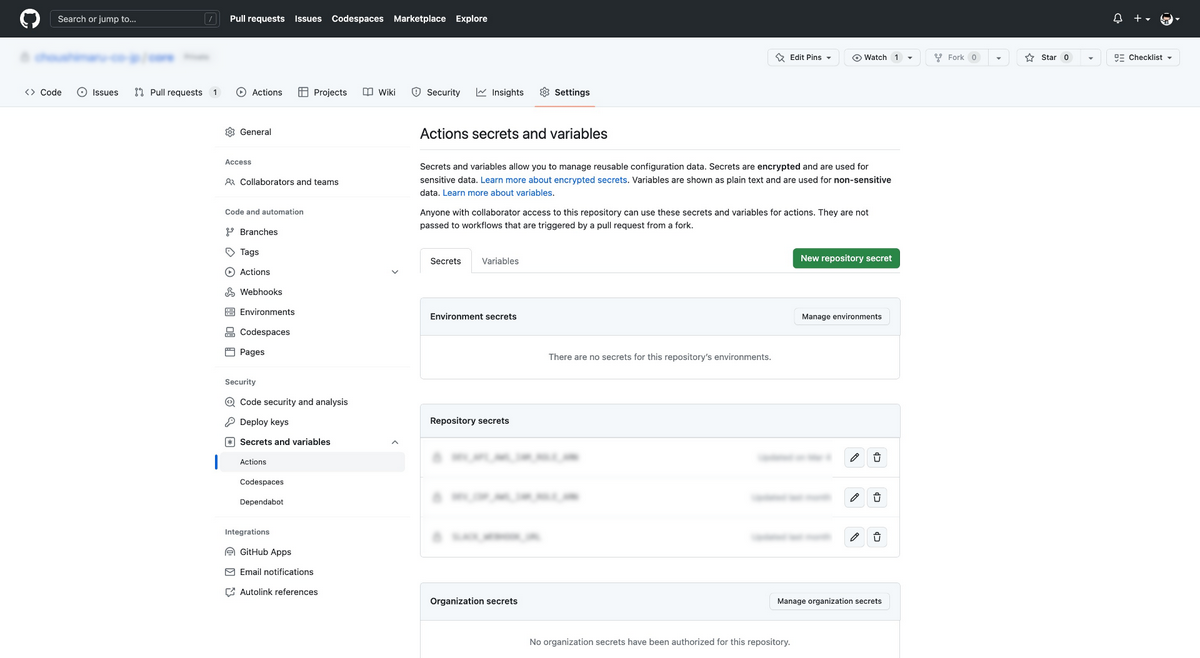 Search or jump to... /
Pull requests Issues Codespaces Marketplace Explore
Private
Edit Pins Watch 1 Fork 0 Star 0 Checklist
Code Issues Pull requests 1 Actions Projects Wiki Security Insights Settings
General
Access
Collaborators and teams
Code and automation
Branches
Tags
Actions
Webhooks
Environments
Codespaces
Pages
Security
Code security and analysis
Deploy keys
Secrets and variables
Actions
Codespaces
Dependabot
Integrations
GitHub Apps
Email notifications
Autolink references
Actions secrets and variables
Secrets and variables allow you to manage reusable configuration data. Secrets are encrypted and are used for
sensitive data. Learn more about encrypted secrets. Variables are shown as plain text and are used for non-sensitive
data. Learn more about variables.
Anyone with collaborator access to this repository can use these secrets and variables for actions. They are not
passed to workflows that are triggered by a pull request from a fork.
Secrets Variables New repository secret
Environment secrets Manage environments
There are no secrets for this repository's environments.
Repository secrets
Organization secrets Manage organization secrets
No organization secrets have been authorized for this repository.